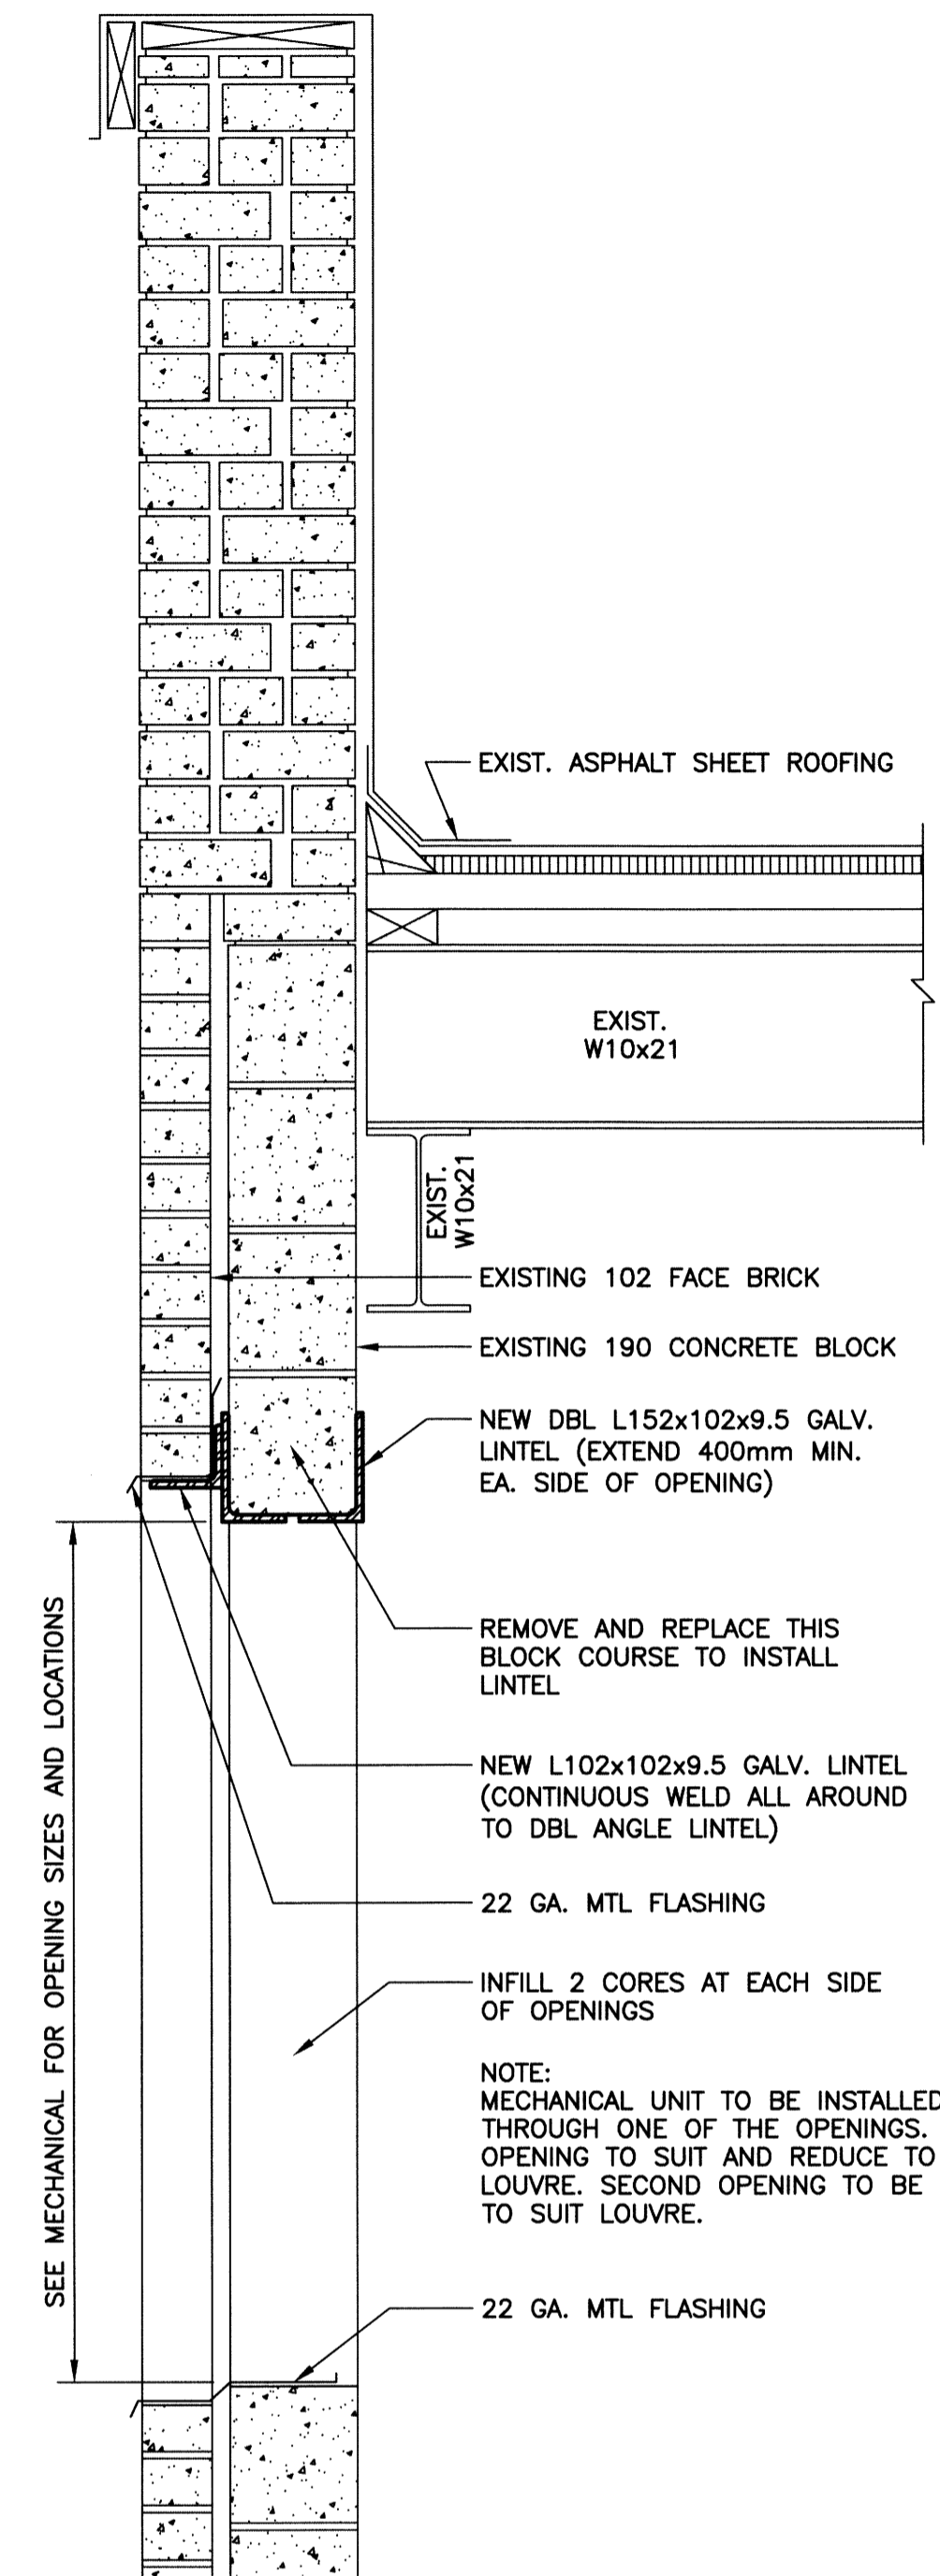 EXIST. ASPHALT SHEET ROOFING
EXIST.
W10x21
EXIST.
W10x21
EXISTING 102 FACE BRICK
EXISTING 190 CONCRETE BLOCK
NEW DBL L152x102x9.5 GALV.
LINTEL (EXTEND 400mm MIN.
EA. SIDE OF OPENING)
REMOVE AND REPLACE THIS
BLOCK COURSE TO INSTALL
LINTEL
SEE MECHANICAL FOR OPENING SIZES AND LOCATIONS
NEW L102x102x9.5 GALV. LINTEL
(CONTINUOUS WELD ALL AROUND
TO DBL ANGLE LINTEL)
22 GA. MTL FLASHING
INFILL 2 CORES AT EACH SIDE
OF OPENINGS
NOTE:
MECHANICAL UNIT TO BE INSTALLED
THROUGH ONE OF THE OPENINGS.
OPENING TO SUIT AND REDUCE TO
LOUVRE. SECOND OPENING TO BE
TO SUIT LOUVRE.
22 GA. MTL FLASHING